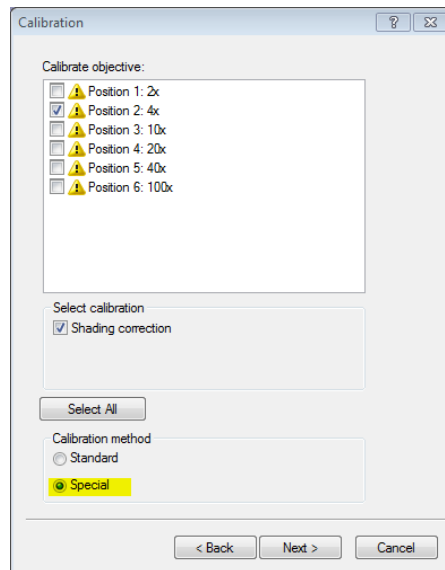 Calibration
Calibrate objective:
Position 1: 2x
Position 2: 4x
Position 3: 10x
Position 4: 20x
Position 5: 40x
Position 6: 100x
Select calibration
Shading correction
Select All
Calibration method
Standard
Special
< Back Next > Cancel